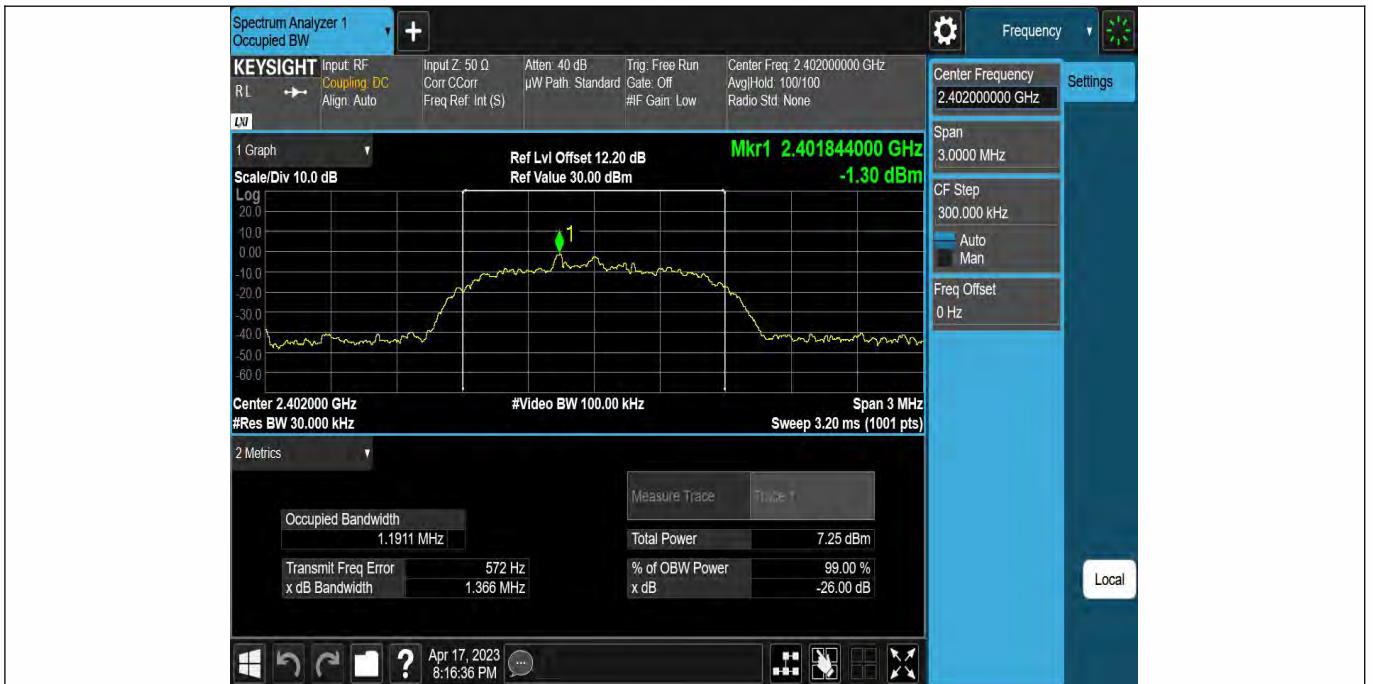 Spectrum Analyzer 1
Occupied BW
+
Frequency
KEYSIGHT
RL
LXI
Input: RF
Coupling: DC
Align: Auto
Input Z: 50 Ω
Corr CCorr
Freq Ref: Int (S)
Atten: 40 dB
µW Path: Standard
Trig: Free Run
Gate: Off
#IF Gain: Low
Center Freq: 2.402000000 GHz
Avg|Hold: 100/100
Radio Std: None
Center Frequency
2.402000000 GHz
Settings
Span
3.0000 MHz
CF Step
300.000 kHz
Auto
Man
Freq Offset
0 Hz
Local
1 Graph
Scale/Div 10.0 dB
Ref Lvl Offset 12.20 dB
Ref Value 30.00 dBm
Mkr1 2.401844000 GHz
-1.30 dBm
Log
20.0
10.0
0.00
-10.0
-20.0
-30.0
-40.0
-50.0
-60.0
1
Center 2.402000 GHz
#Video BW 100.00 kHz
Span 3 MHz
#Res BW 30.000 kHz
Sweep 3.20 ms (1001 pts)
2 Metrics
Measure Trace
Trace 1
Occupied Bandwidth
1.1911 MHz
Total Power
7.25 dBm
Transmit Freq Error
572 Hz
% of OBW Power
99.00 %
x dB Bandwidth
1.366 MHz
x dB
-26.00 dB
?
Apr 17, 2023
8:16:36 PM